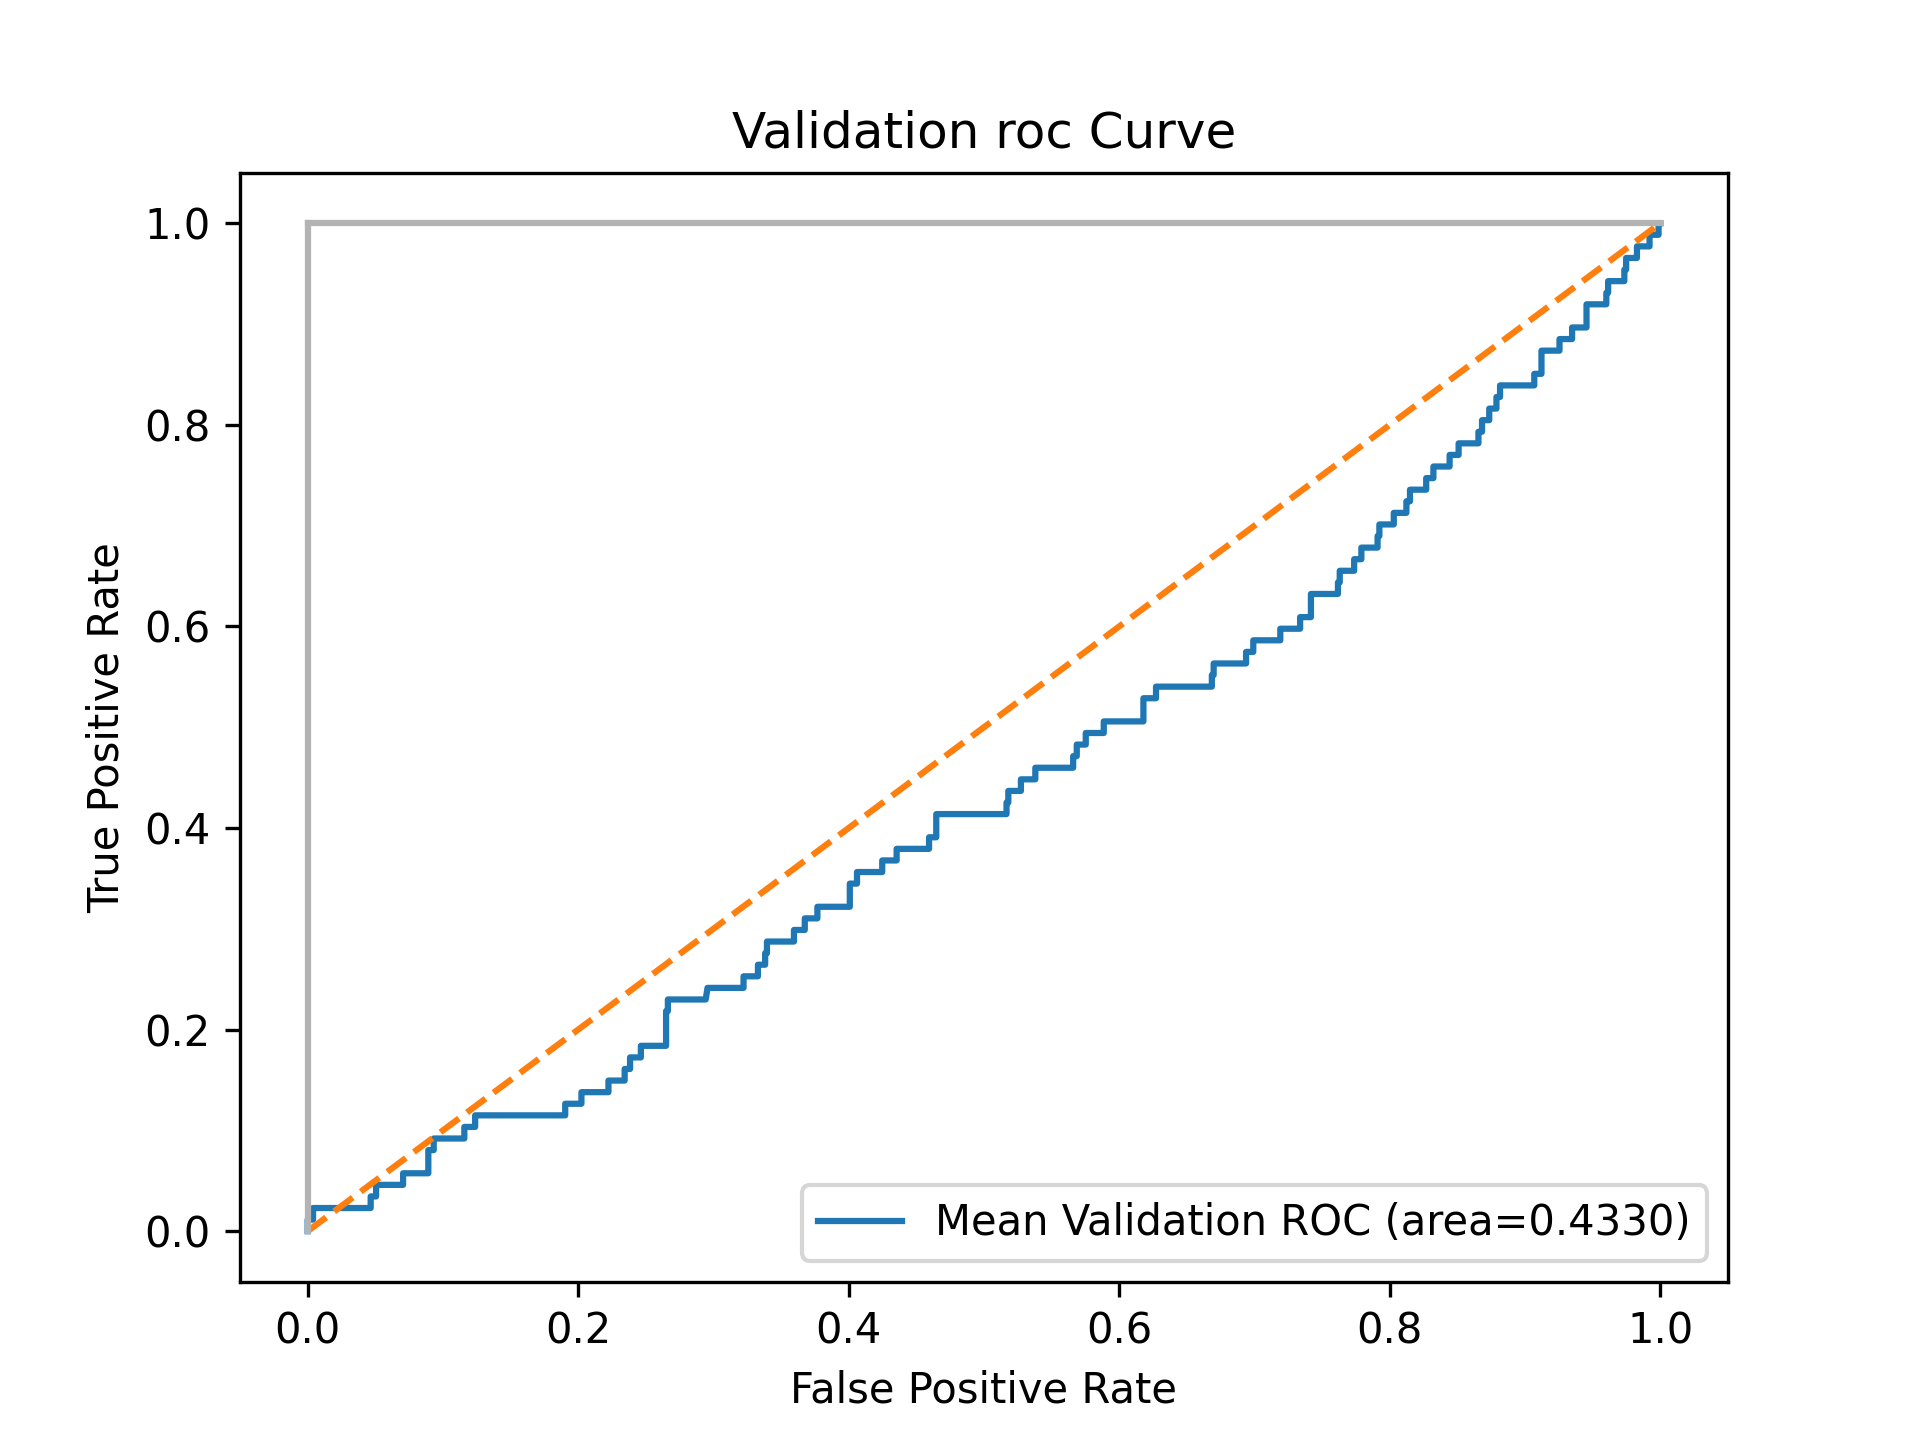 Validation roc Curve
1.0
0.8
0.6
0.4
0.2
0.0
True Positive Rate
Mean Validation ROC (area=0.4330)
0.0 0.2 0.4 0.6 0.8 1.0
False Positive Rate